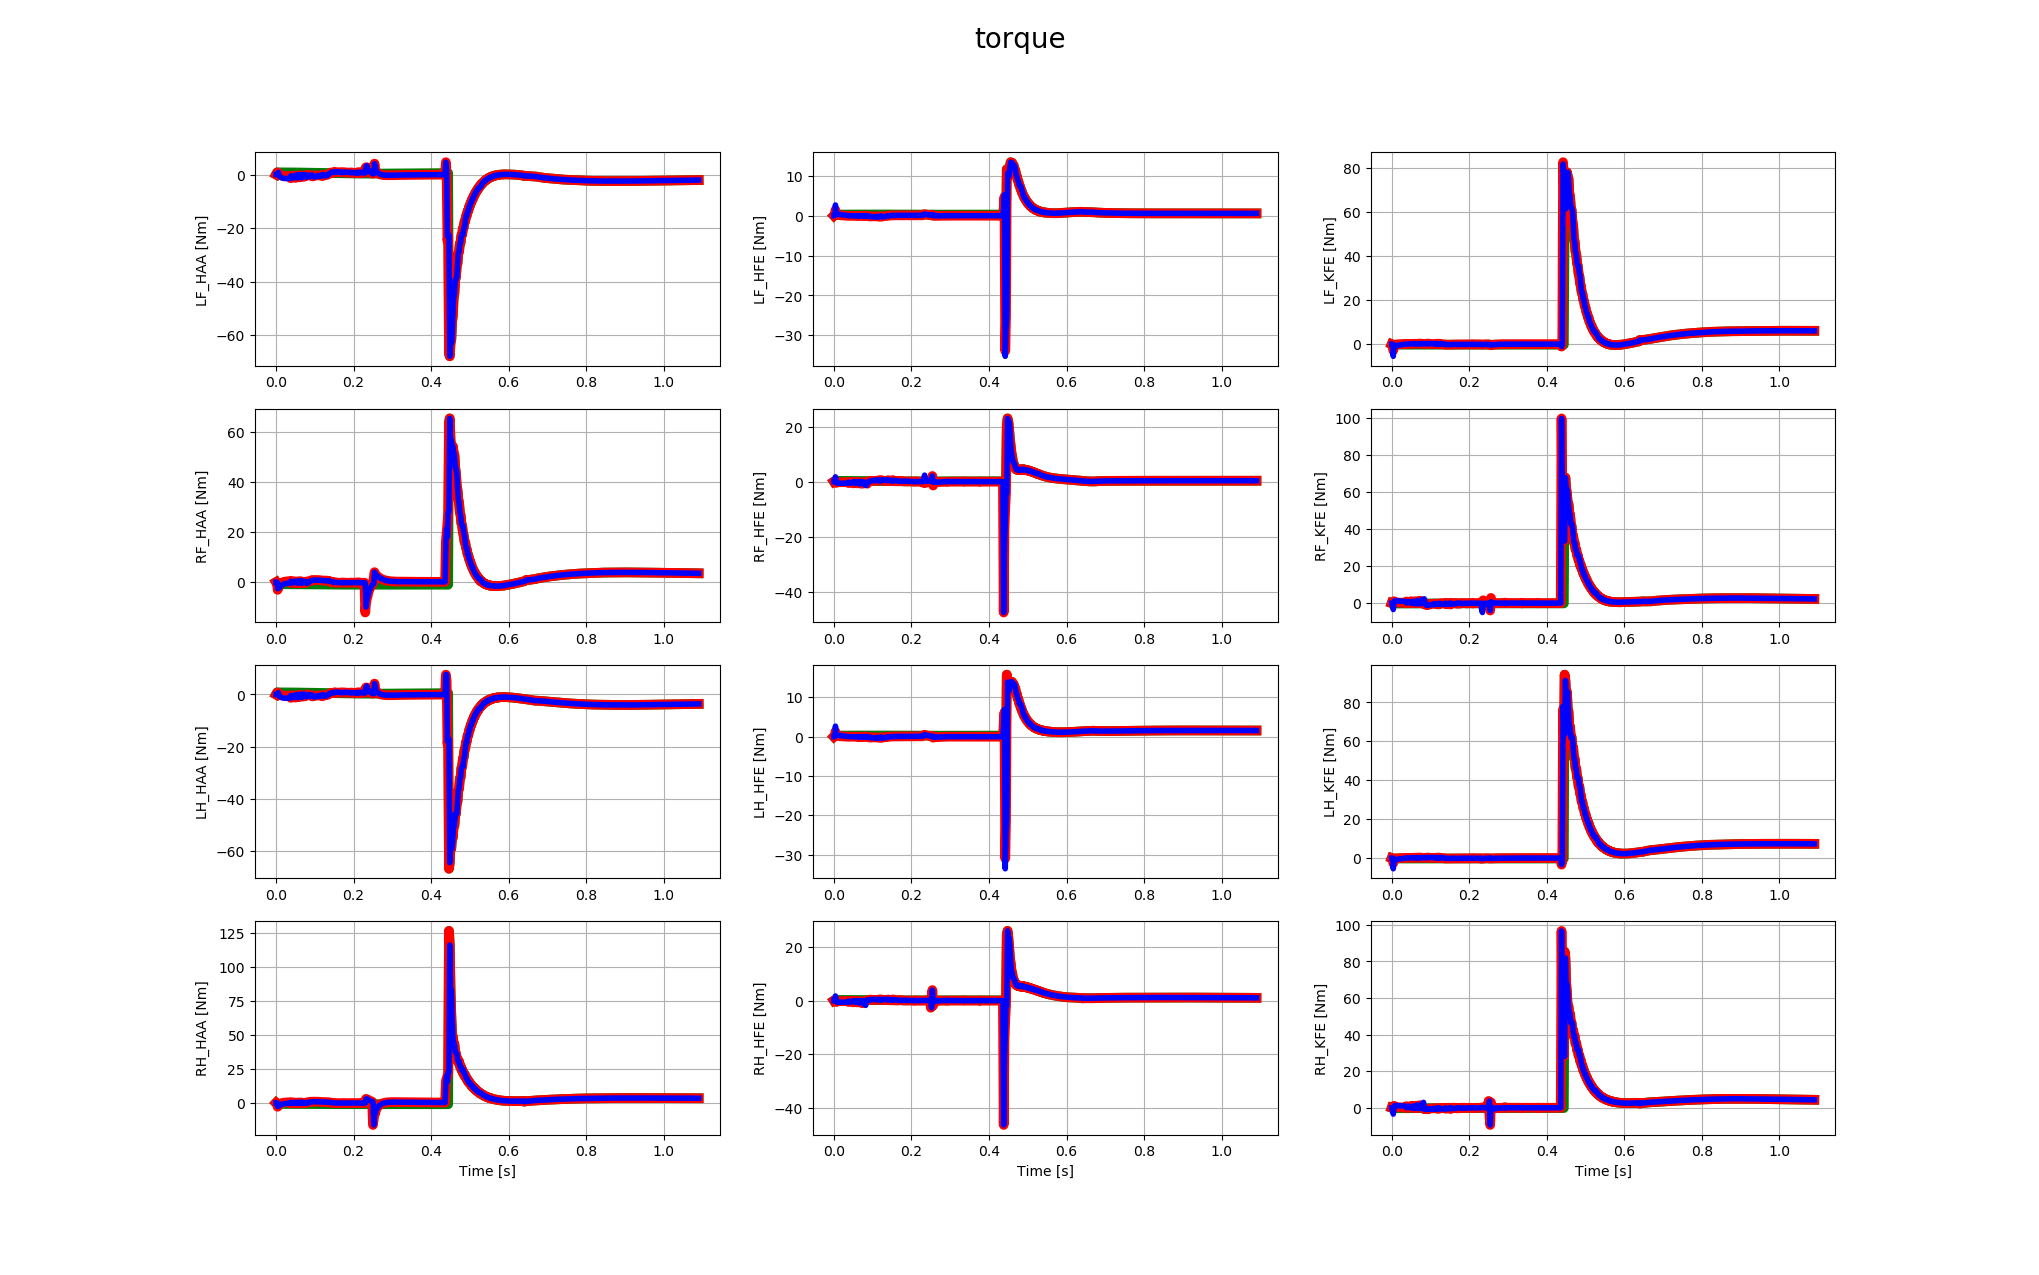 torque
LF_HAA [Nm]
0
−20
−40
−60
0.0 0.2 0.4 0.6 0.8 1.0
LF_HFE [Nm]
10
0
−10
−20
−30
0.0 0.2 0.4 0.6 0.8 1.0
LF_KFE [Nm]
80
60
40
20
0
0.0 0.2 0.4 0.6 0.8 1.0
RF_HAA [Nm]
60
40
20
0
0.0 0.2 0.4 0.6 0.8 1.0
RF_HFE [Nm]
20
0
−20
−40
0.0 0.2 0.4 0.6 0.8 1.0
RF_KFE [Nm]
100
80
60
40
20
0
0.0 0.2 0.4 0.6 0.8 1.0
LH_HAA [Nm]
0
−20
−40
−60
0.0 0.2 0.4 0.6 0.8 1.0
LH_HFE [Nm]
10
0
−10
−20
−30
0.0 0.2 0.4 0.6 0.8 1.0
LH_KFE [Nm]
80
60
40
20
0
0.0 0.2 0.4 0.6 0.8 1.0
RH_HAA [Nm]
125
100
75
50
25
0
0.0 0.2 0.4 0.6 0.8 1.0
Time [s]
RH_HFE [Nm]
20
0
−20
−40
0.0 0.2 0.4 0.6 0.8 1.0
Time [s]
RH_KFE [Nm]
100
80
60
40
20
0
0.0 0.2 0.4 0.6 0.8 1.0
Time [s]